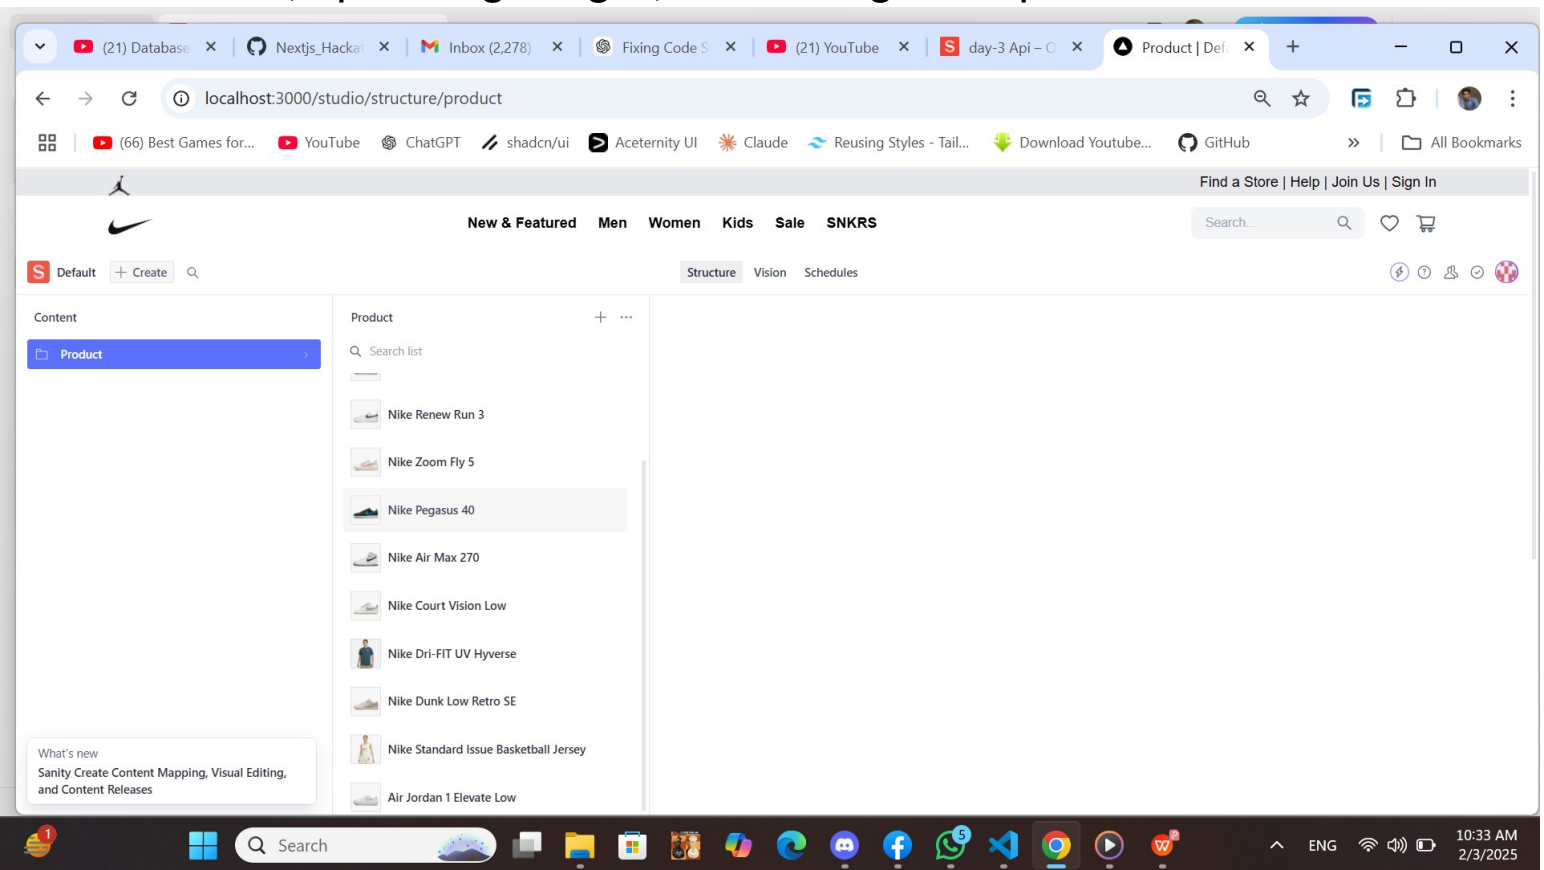 (21) Database
Nextjs_Hacka
Inbox (2,278)
Fixing Code S
(21) YouTube
day-3 Api – O
Product | Defa
localhost:3000/studio/structure/product
(66) Best Games for...
YouTube
ChatGPT
shadcn/ui
Aceternity UI
Claude
Reusing Styles - Tail...
Download Youtube...
GitHub
All Bookmarks
Find a Store | Help | Join Us | Sign In
New & Featured Men Women Kids Sale SNKRS
Search...
S Default + Create
Structure Vision Schedules
Content
Product
Product
Search list
Nike Renew Run 3
Nike Zoom Fly 5
Nike Pegasus 40
Nike Air Max 270
Nike Court Vision Low
Nike Dri-FIT UV Hyverse
Nike Dunk Low Retro SE
Nike Standard Issue Basketball Jersey
Air Jordan 1 Elevate Low
What's new
Sanity Create Content Mapping, Visual Editing,
and Content Releases
1
Search
5
ENG
10:33 AM
2/3/2025